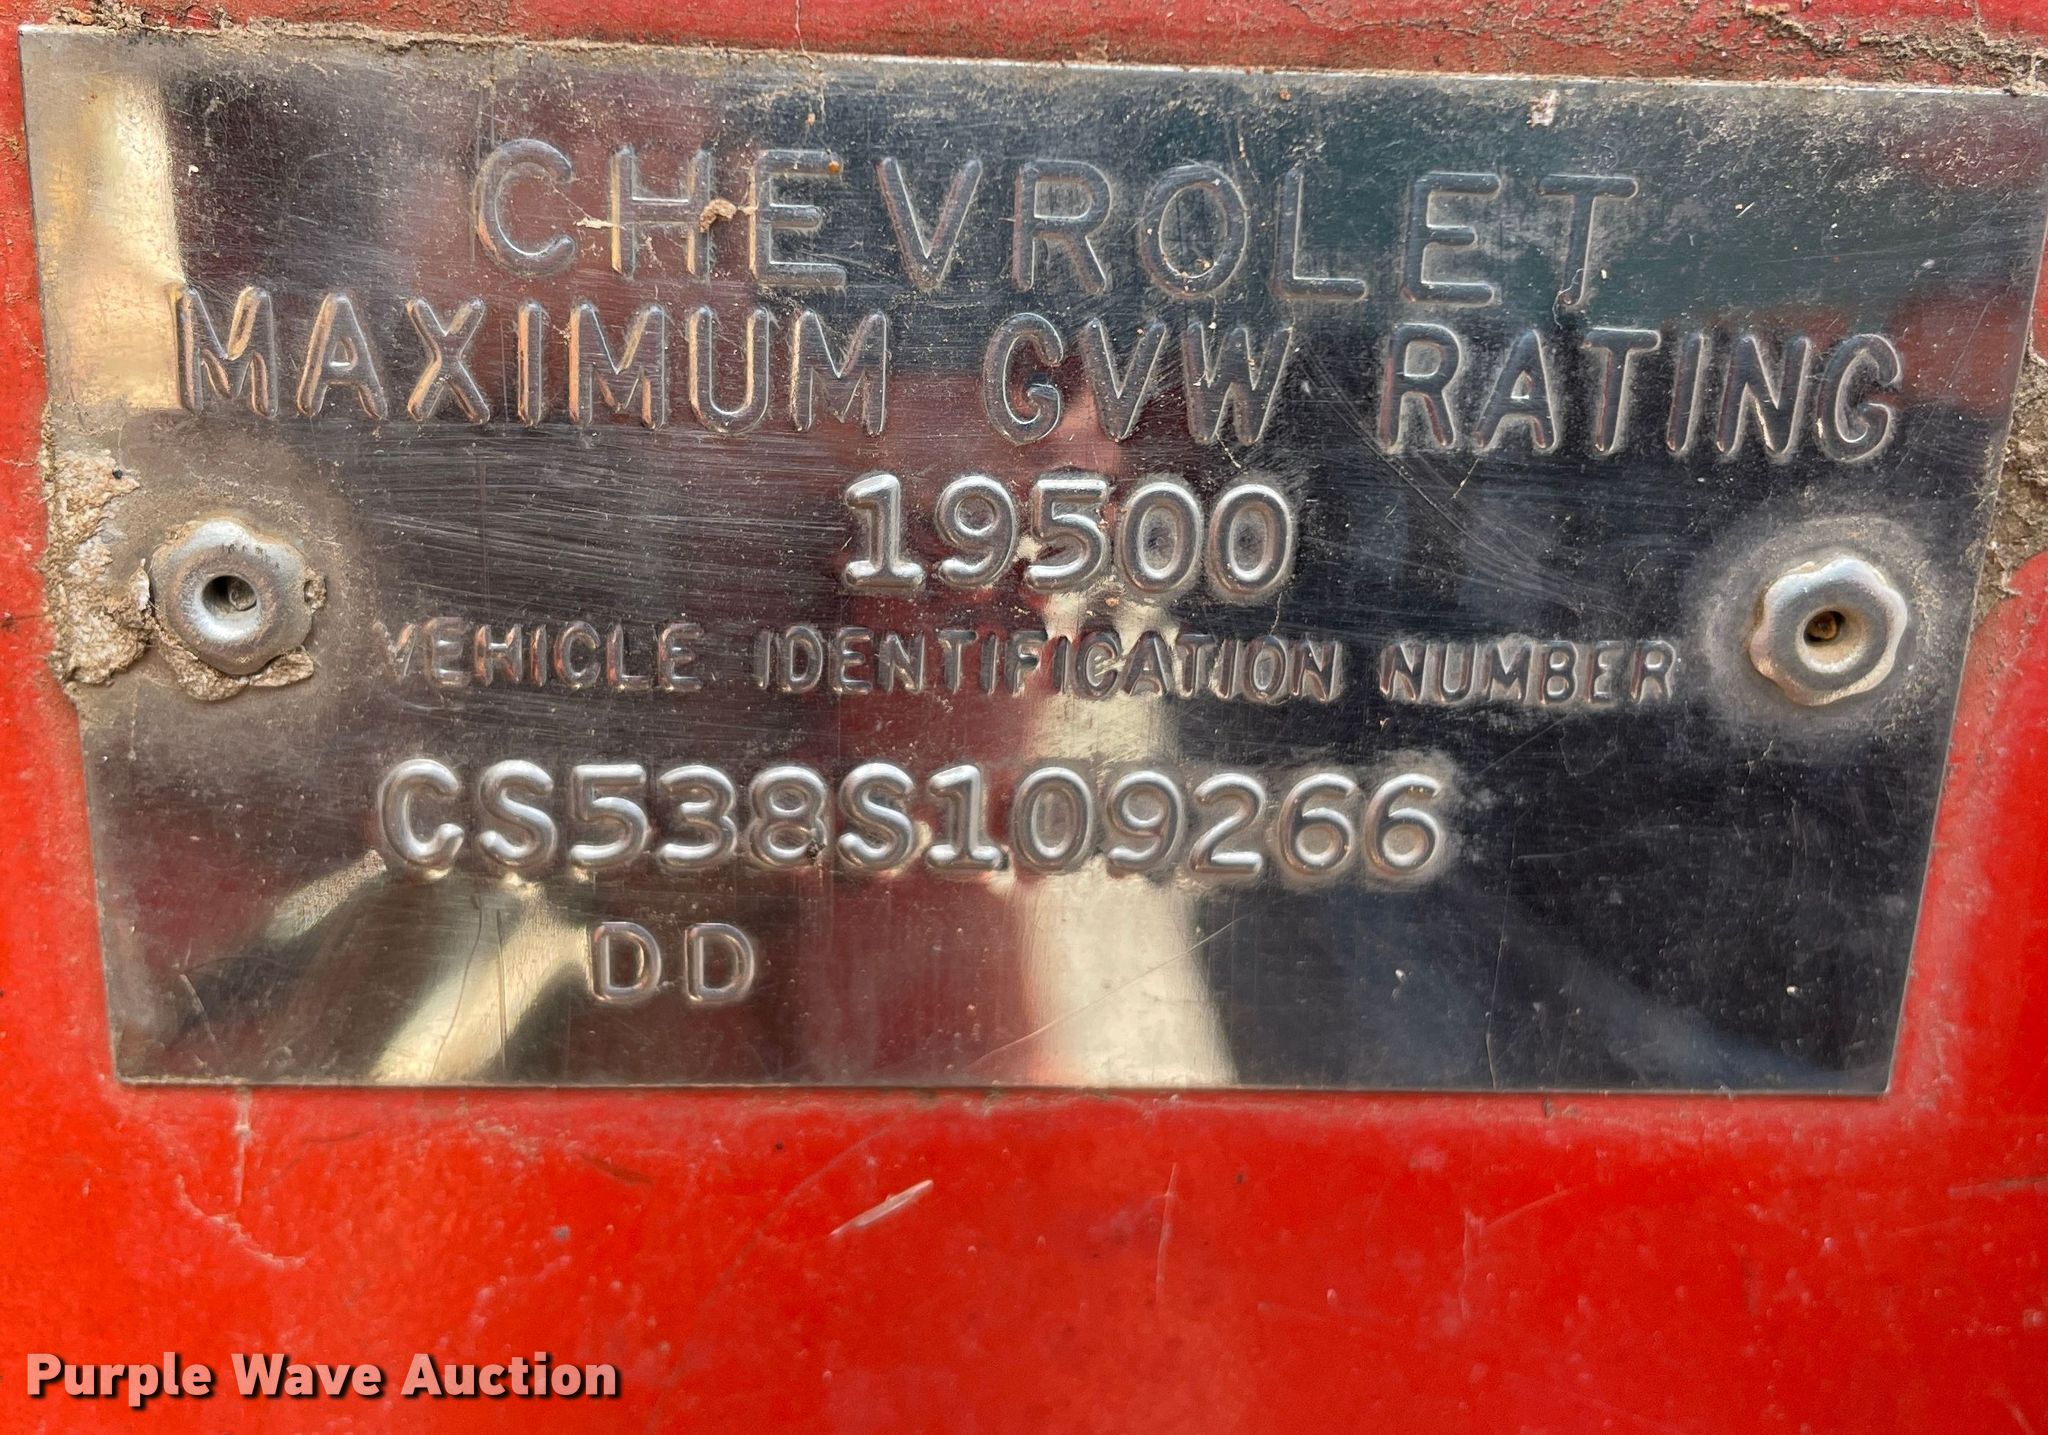 CHEVROLET
MAXIMUM GVW RATING
19500
VEHICLE IDENTIFICATION NUMBER
CS538S109266
DD
Purple Wave Auction